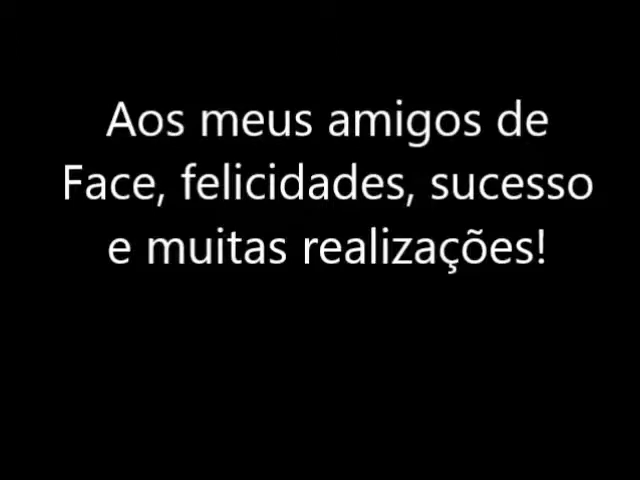 Aos meus amigos de
Face, felicidades, sucesso
e muitas realizações!